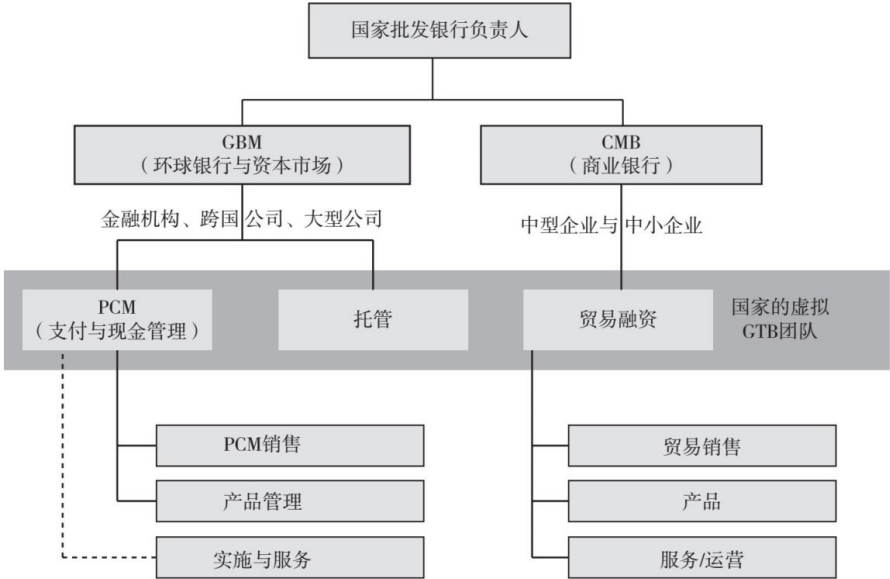 国家批发银行负责人
GBM
（环球银行与资本市场）
CMB
（商业银行）
金融机构、跨国公司、大型公司
中型企业与中小企业
PCM
（支付与现金管理）
托管
贸易融资
国家的虚拟
GTB团队
PCM销售
贸易销售
产品管理
产品
实施与服务
服务/运营